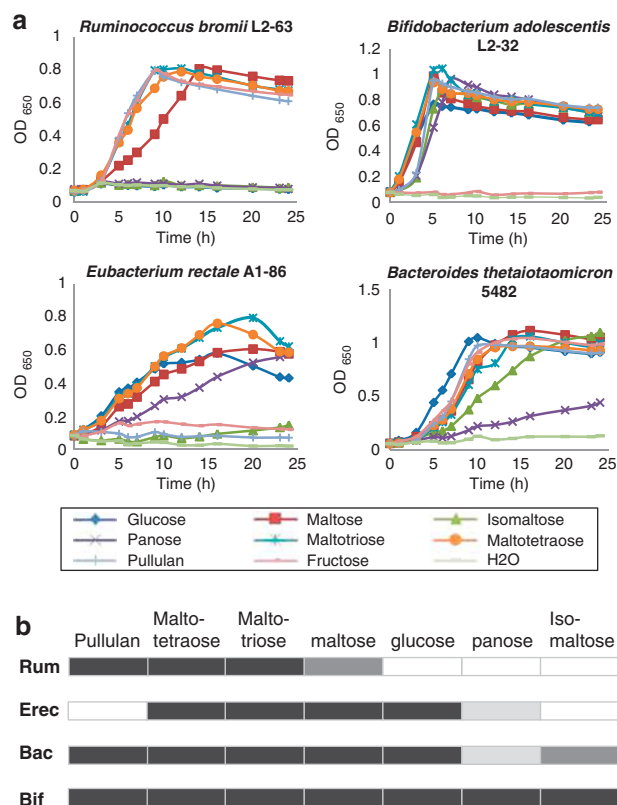 a
Ruminococcus bromii L2-63
Bifidobacterium adolescentis
L2-32
OD 650
1
0.8
0.6
0.4
0.2
0
0 5 10 15 20 25
Time (h)
OD 650
1.2
1
0.8
0.6
0.4
0.2
0
0 5 10 15 20 25
Time (h)
Eubacterium rectale A1-86
Bacteroides thetaiotaomicron
5482
OD 650
1
0.8
0.6
0.4
0.2
0
0 5 10 15 20 25
Time (h)
OD 650
1.5
1
0.5
0
0 5 10 15 20 25
Time (h)
Glucose Maltose Isomaltose
Panose Maltotriose Maltotetraose
Pullulan Fructose H2O
b
Pullulan Malto-tetraose Malto-triose maltose glucose panose Iso-maltose
Rum
Erec
Bac
Bif